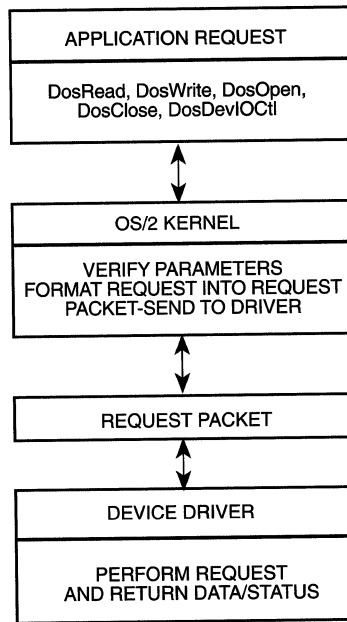 APPLICATION REQUEST
DosRead, DosWrite, DosOpen,
DosClose, DosDevIOCtl
OS/2 KERNEL
VERIFY PARAMETERS
FORMAT REQUEST INTO REQUEST
PACKET-SEND TO DRIVER
REQUEST PACKET
DEVICE DRIVER
PERFORM REQUEST
AND RETURN DATA/STATUS